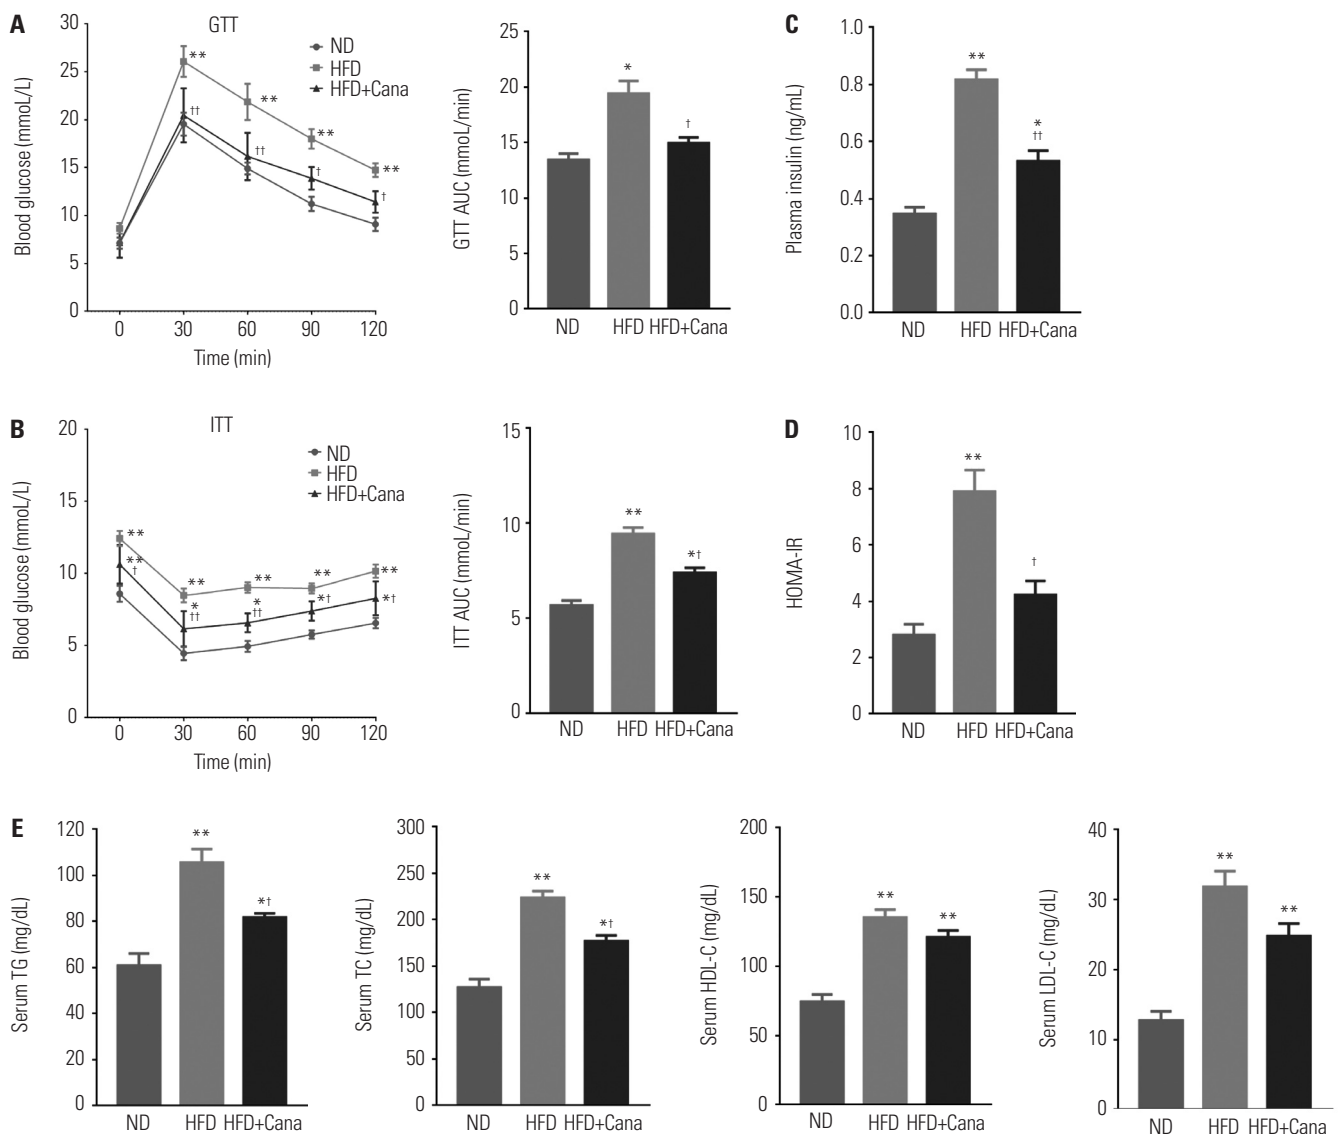 A
GTT
ND
HFD
HFD+Cana
Blood glucose (mmoL/L)
30
25
20
15
10
5
0
**
**
**
**
††
††
†
†
0 30 60 90 120
Time (min)
GTT AUC (mmoL/min)
25
20
15
10
5
0
*
†
ND HFD HFD+Cana
C
Plasma insulin (ng/mL)
1.0
0.8
0.6
0.4
0.2
0.0
**
*
††
ND HFD HFD+Cana
B
ITT
ND
HFD
HFD+Cana
Blood glucose (mmoL/L)
20
15
10
5
0
**
**
†
**
*
††
**
*
††
**
*†
**
*†
0 30 60 90 120
Time (min)
ITT AUC (mmoL/min)
15
10
5
0
**
*†
ND HFD HFD+Cana
D
HOMA-IR
10
8
6
4
2
0
**
†
ND HFD HFD+Cana
E
Serum TG (mg/dL)
120
100
80
60
40
20
0
**
*†
ND HFD HFD+Cana
Serum TC (mg/dL)
300
250
200
150
100
50
0
**
*†
ND HFD HFD+Cana
Serum HDL-C (mg/dL)
200
150
100
50
0
**
**
ND HFD HFD+Cana
Serum LDL-C (mg/dL)
40
30
20
10
0
**
**
ND HFD HFD+Cana